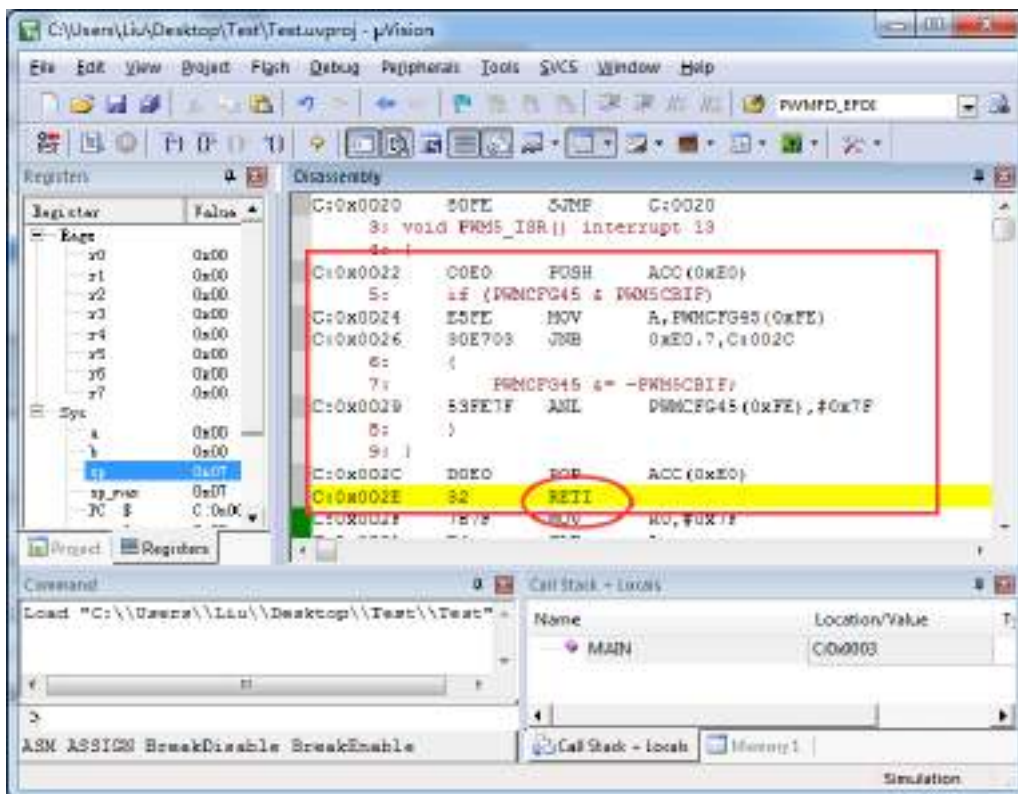 C:\Users\Liu\Desktop\Test\Test.uvproj - µVision
File Edit View Project Flash Debug Peripherals Tools SVCS Window Help
PWMFD_EPOI
Registers
Disassembly
Register Value
Regs
r0 0x00
r1 0x00
r2 0x00
r3 0x00
r4 0x00
r5 0x00
r6 0x00
r7 0x00
Sys
a 0x00
b 0x00
sp 0x07
sp_max 0x07
PC $
C:0x0020 80FE SJMP C:0020
3: void PWM5_ISR() interrupt 13
4: {
C:0x0022 C0E0 PUSH ACC(0xE0)
5: if (PWMCFG45 & PWM5CBIF)
C:0x0024 E5FE MOV A,PWMCFG45(0xFE)
C:0x0026 30E703 JNB 0xE0.7,C:002C
6: {
7: PWMCFG45 &= ~PWM5CBIF;
C:0x0029 53FE7F ANL PWMCFG45(0xFE),#0x7F
8: }
9: }
C:0x002C D0E0 POP ACC(0xE0)
C:0x002E 32 RETI
C:0x002F 787F MOV R0,#0x7F
Project Registers
Command
Load "C:\\Users\\Liu\\Desktop\\Test\\Test"
>
ASM ASSIGN BreakDisable BreakEnable
Call Stack + Locals
Name Location/Value
MAIN C:0x0003
Call Stack + Locals Memory 1
Simulation